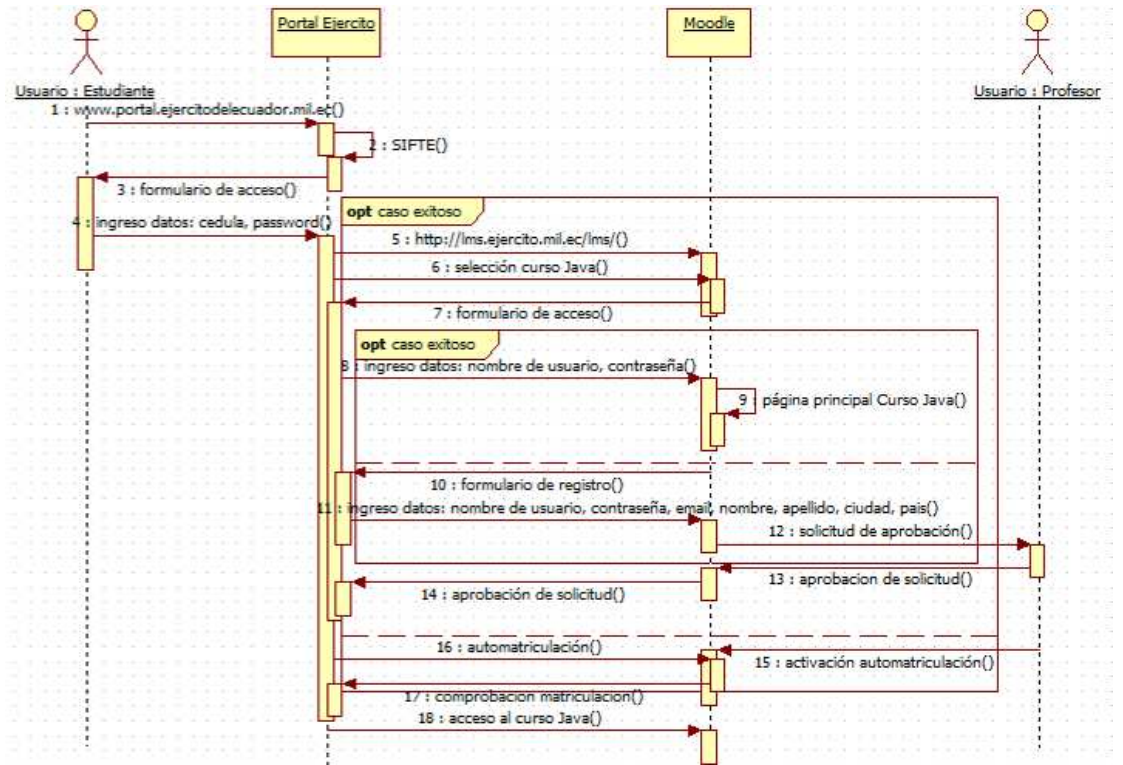 Portal Ejercito
Moodle
Usuario : Estudiante
Usuario : Profesor
1 : www.portal.ejercitodelecuador.mil.ec()
2 : SIFTE()
3 : formulario de acceso()
4 : ingreso datos: cedula, password()
opt caso exitoso
5 : http://lms.ejercito.mil.ec/lms/()
6 : selección curso Java()
7 : formulario de acceso()
opt caso exitoso
8 : ingreso datos: nombre de usuario, contraseña()
9 : página principal Curso Java()
10 : formulario de registro()
11 : ingreso datos: nombre de usuario, contraseña, email, nombre, apellido, ciudad, pais()
12 : solicitud de aprobación()
13 : aprobacion de solicitud()
14 : aprobación de solicitud()
16 : automatriculación()
15 : activación automatriculación()
17 : comprobacion matriculacion()
18 : acceso al curso Java()